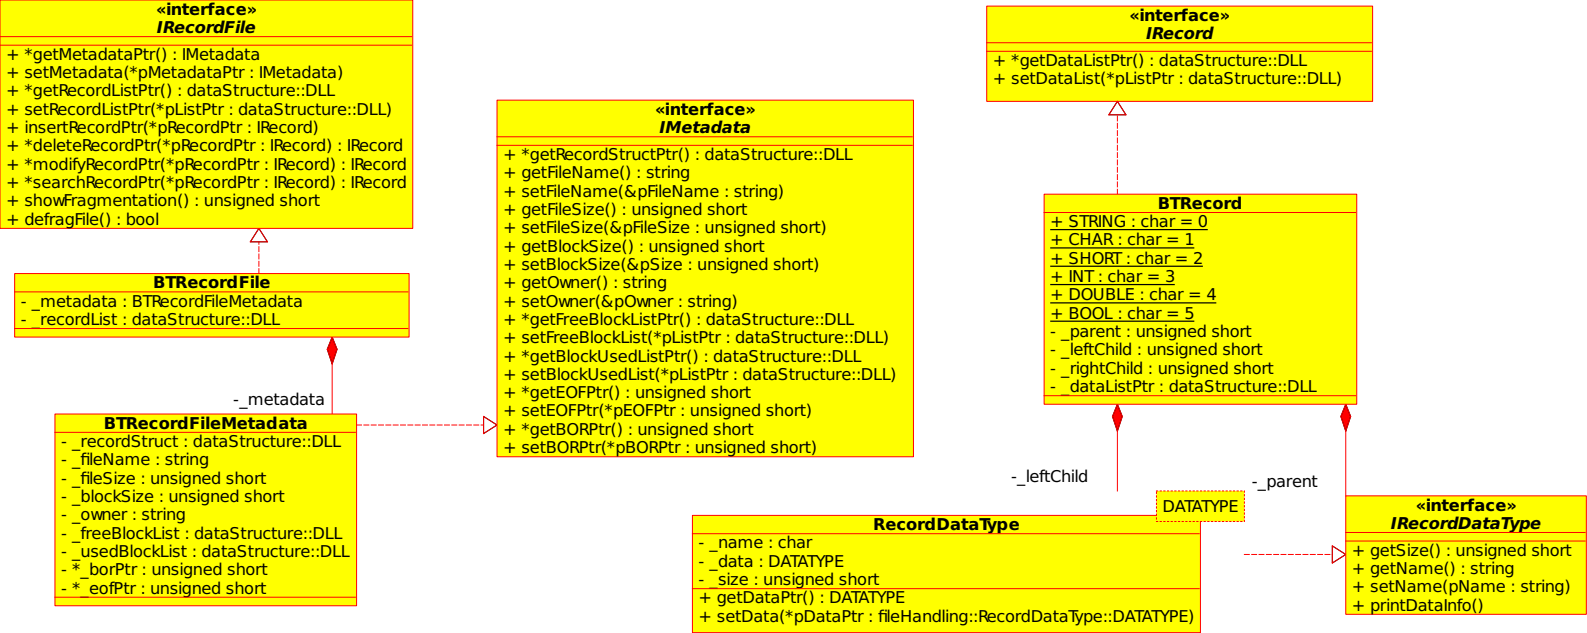 «interface»
IRecordFile
+ *getMetadataPtr() : IMetadata
+ setMetadata(*pMetadataPtr : IMetadata)
+ *getRecordListPtr() : dataStructure::DLL
+ setRecordListPtr(*pListPtr : dataStructure::DLL)
+ insertRecordPtr(*pRecordPtr : IRecord)
+ *deleteRecordPtr(*pRecordPtr : IRecord) : IRecord
+ *modifyRecordPtr(*pRecordPtr : IRecord) : IRecord
+ *searchRecordPtr(*pRecordPtr : IRecord) : IRecord
+ showFragmentation() : unsigned short
+ defragFile() : bool
BTRecordFile
- _metadata : BTRecordFileMetadata
- _recordList : dataStructure::DLL
-_metadata
BTRecordFileMetadata
- _recordStruct : dataStructure::DLL
- _fileName : string
- _fileSize : unsigned short
- _blockSize : unsigned short
- _owner : string
- _freeBlockList : dataStructure::DLL
- _usedBlockList : dataStructure::DLL
- *_borPtr : unsigned short
- *_eofPtr : unsigned short
«interface»
IMetadata
+ *getRecordStructPtr() : dataStructure::DLL
+ getFileName() : string
+ setFileName(&pFileName : string)
+ getFileSize() : unsigned short
+ setFileSize(&pFileSize : unsigned short)
+ getBlockSize() : unsigned short
+ setBlockSize(&pSize : unsigned short)
+ getOwner() : string
+ setOwner(&pOwner : string)
+ *getFreeBlockListPtr() : dataStructure::DLL
+ setFreeBlockList(*pListPtr : dataStructure::DLL)
+ *getBlockUsedListPtr() : dataStructure::DLL
+ setBlockUsedList(*pListPtr : dataStructure::DLL)
+ *getEOFPtr() : unsigned short
+ setEOFPtr(*pEOFPtr : unsigned short)
+ *getBORPtr() : unsigned short
+ setBORPtr(*pBORPtr : unsigned short)
«interface»
IRecord
+ *getDataListPtr() : dataStructure::DLL
+ setDataList(*pListPtr : dataStructure::DLL)
BTRecord
+ STRING : char = 0
+ CHAR : char = 1
+ SHORT : char = 2
+ INT : char = 3
+ DOUBLE : char = 4
+ BOOL : char = 5
- _parent : unsigned short
- _leftChild : unsigned short
- _rightChild : unsigned short
- _dataListPtr : dataStructure::DLL
-_leftChild
-_parent
DATATYPE
RecordDataType
- _name : char
- _data : DATATYPE
- _size : unsigned short
+ getDataPtr() : DATATYPE
+ setData(*pDataPtr : fileHandling::RecordDataType::DATATYPE)
«interface»
IRecordDataType
+ getSize() : unsigned short
+ getName() : string
+ setName(pName : string)
+ printDataInfo()